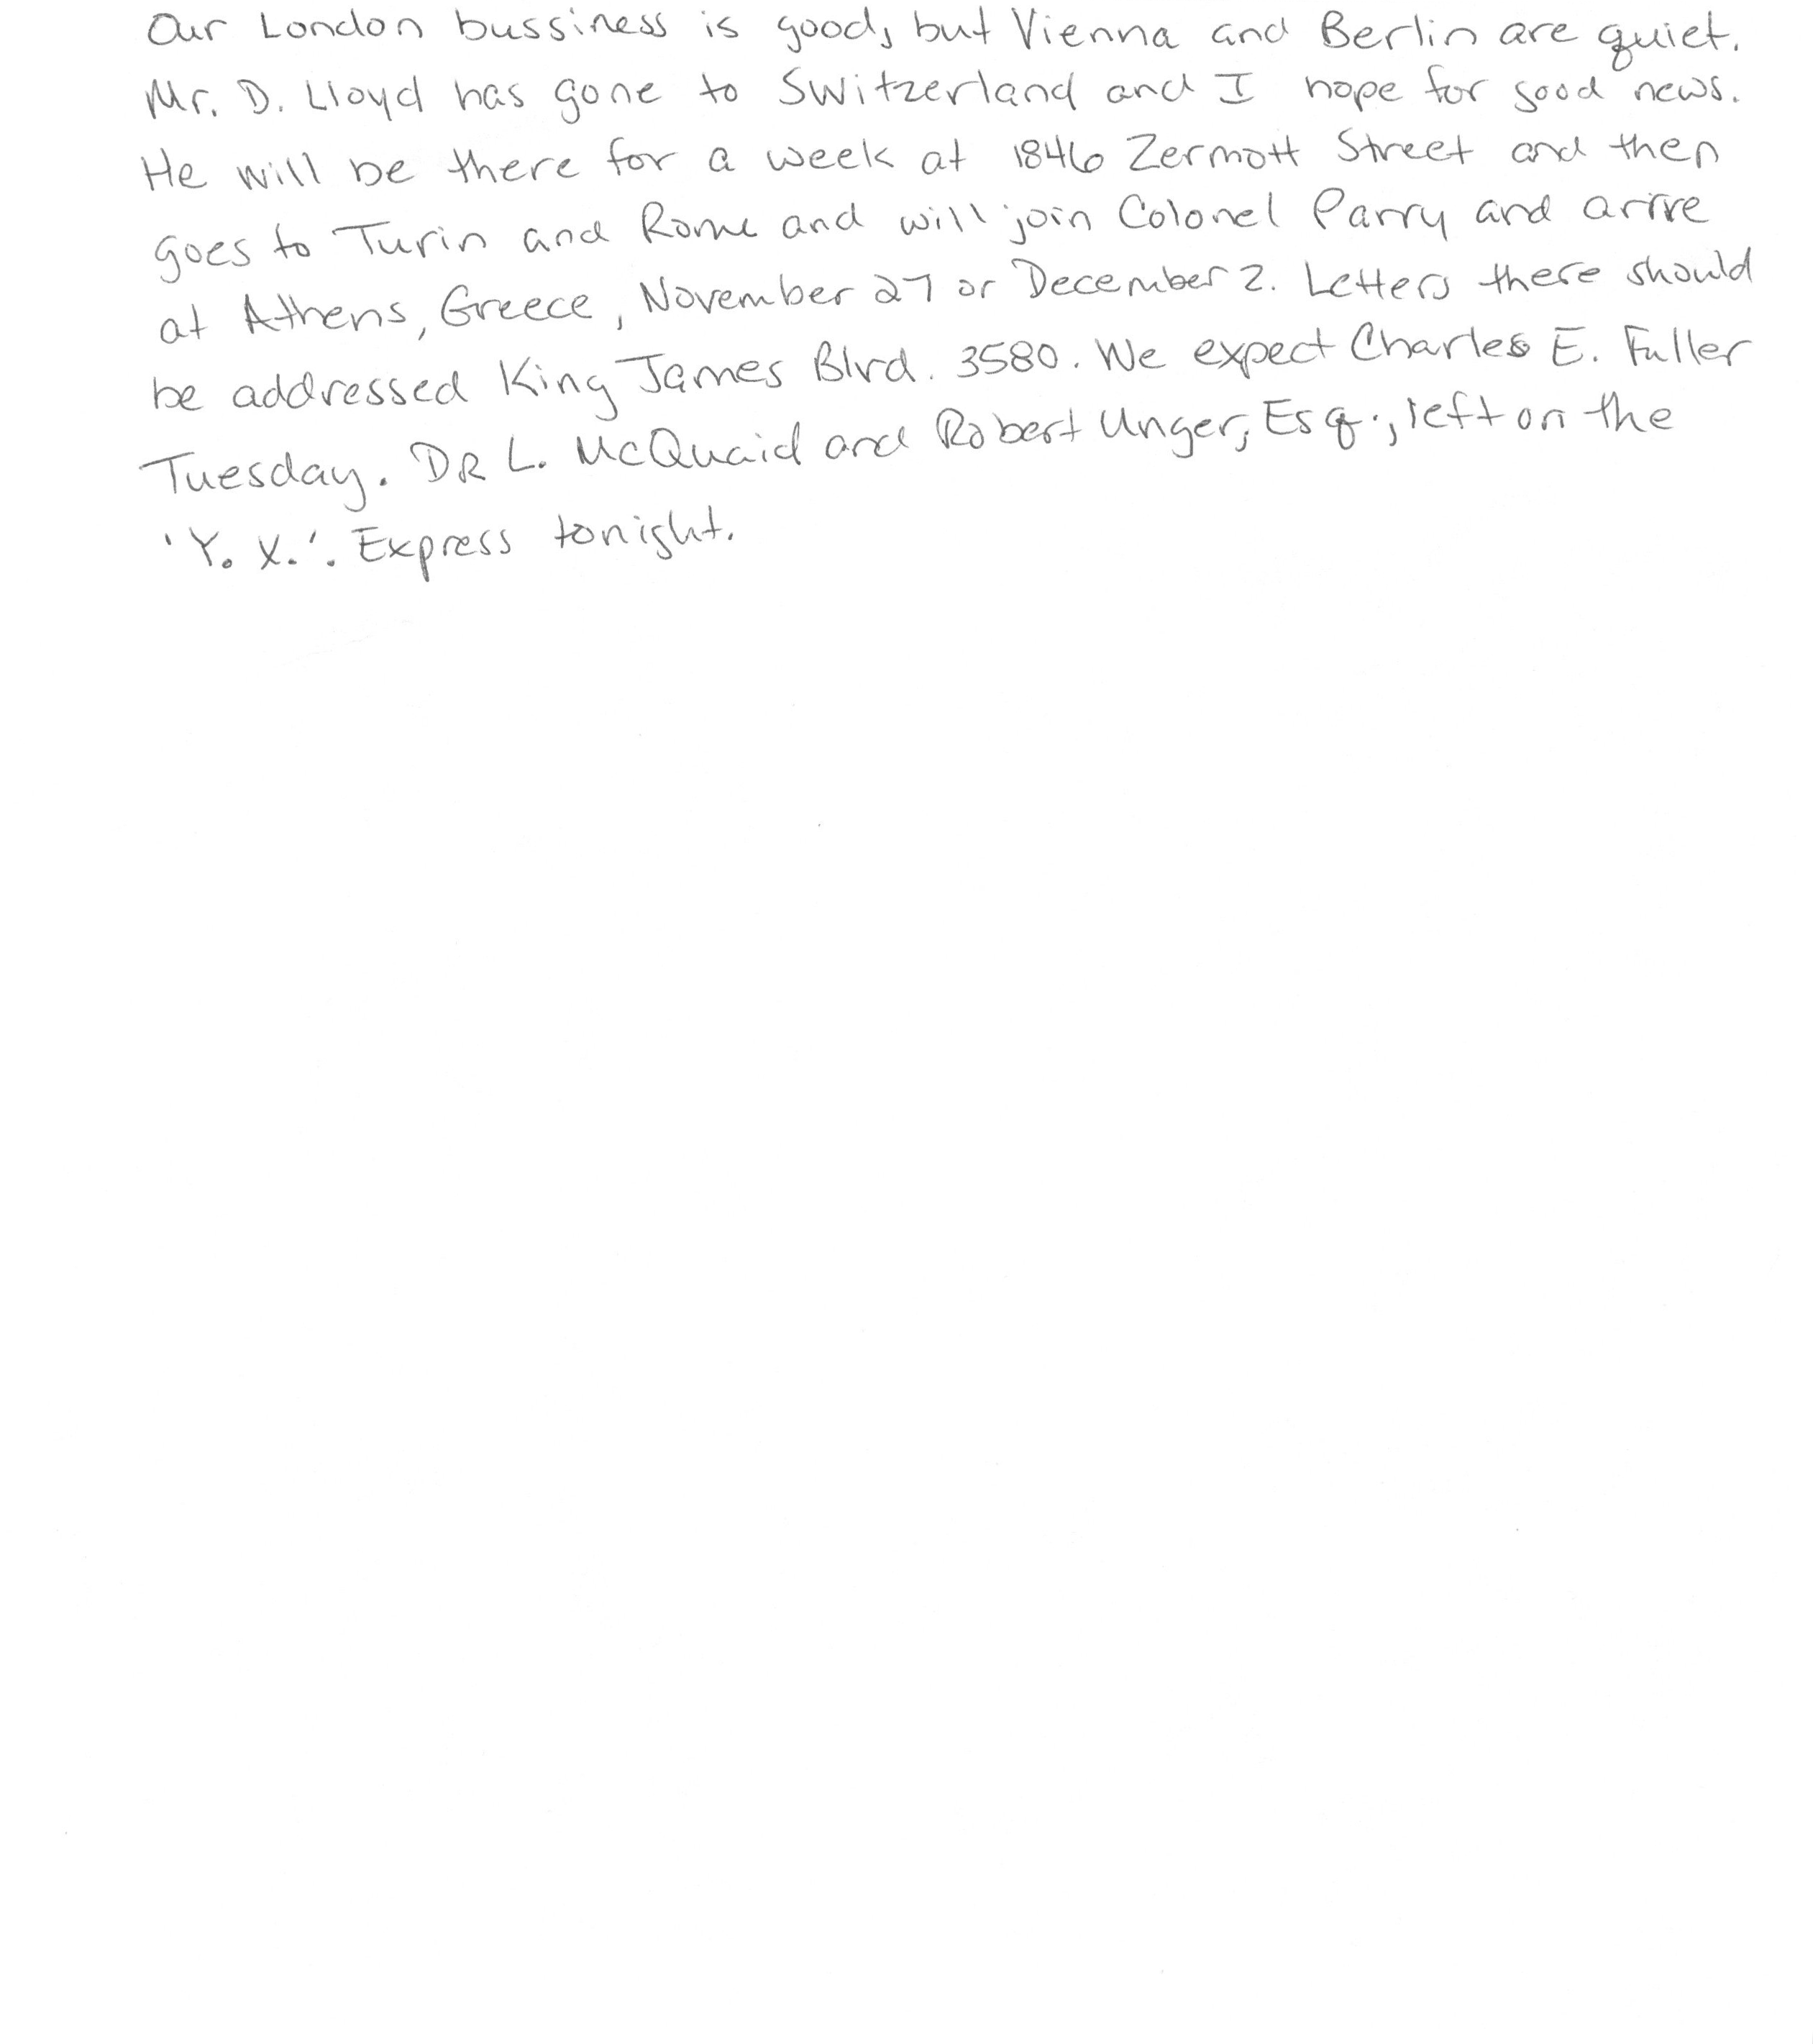 Our London bussiness is good, but Vienna and Berlin are quiet.
Mr. D. Lloyd has gone to Switzerland and I hope for good news.
He will be there for a week at 1846 Zermott Street and then
goes to Turin and Rome and will join Colonel Parry and arrive
at Athens, Greece, November 27 or December 2. Letters there should
be addressed King James Blvd. 3580. We expect Charles E. Fuller
Tuesday. DR L. McQuaid and Robert Unger, Esq., left on the
'Y. X.'. Express tonight.